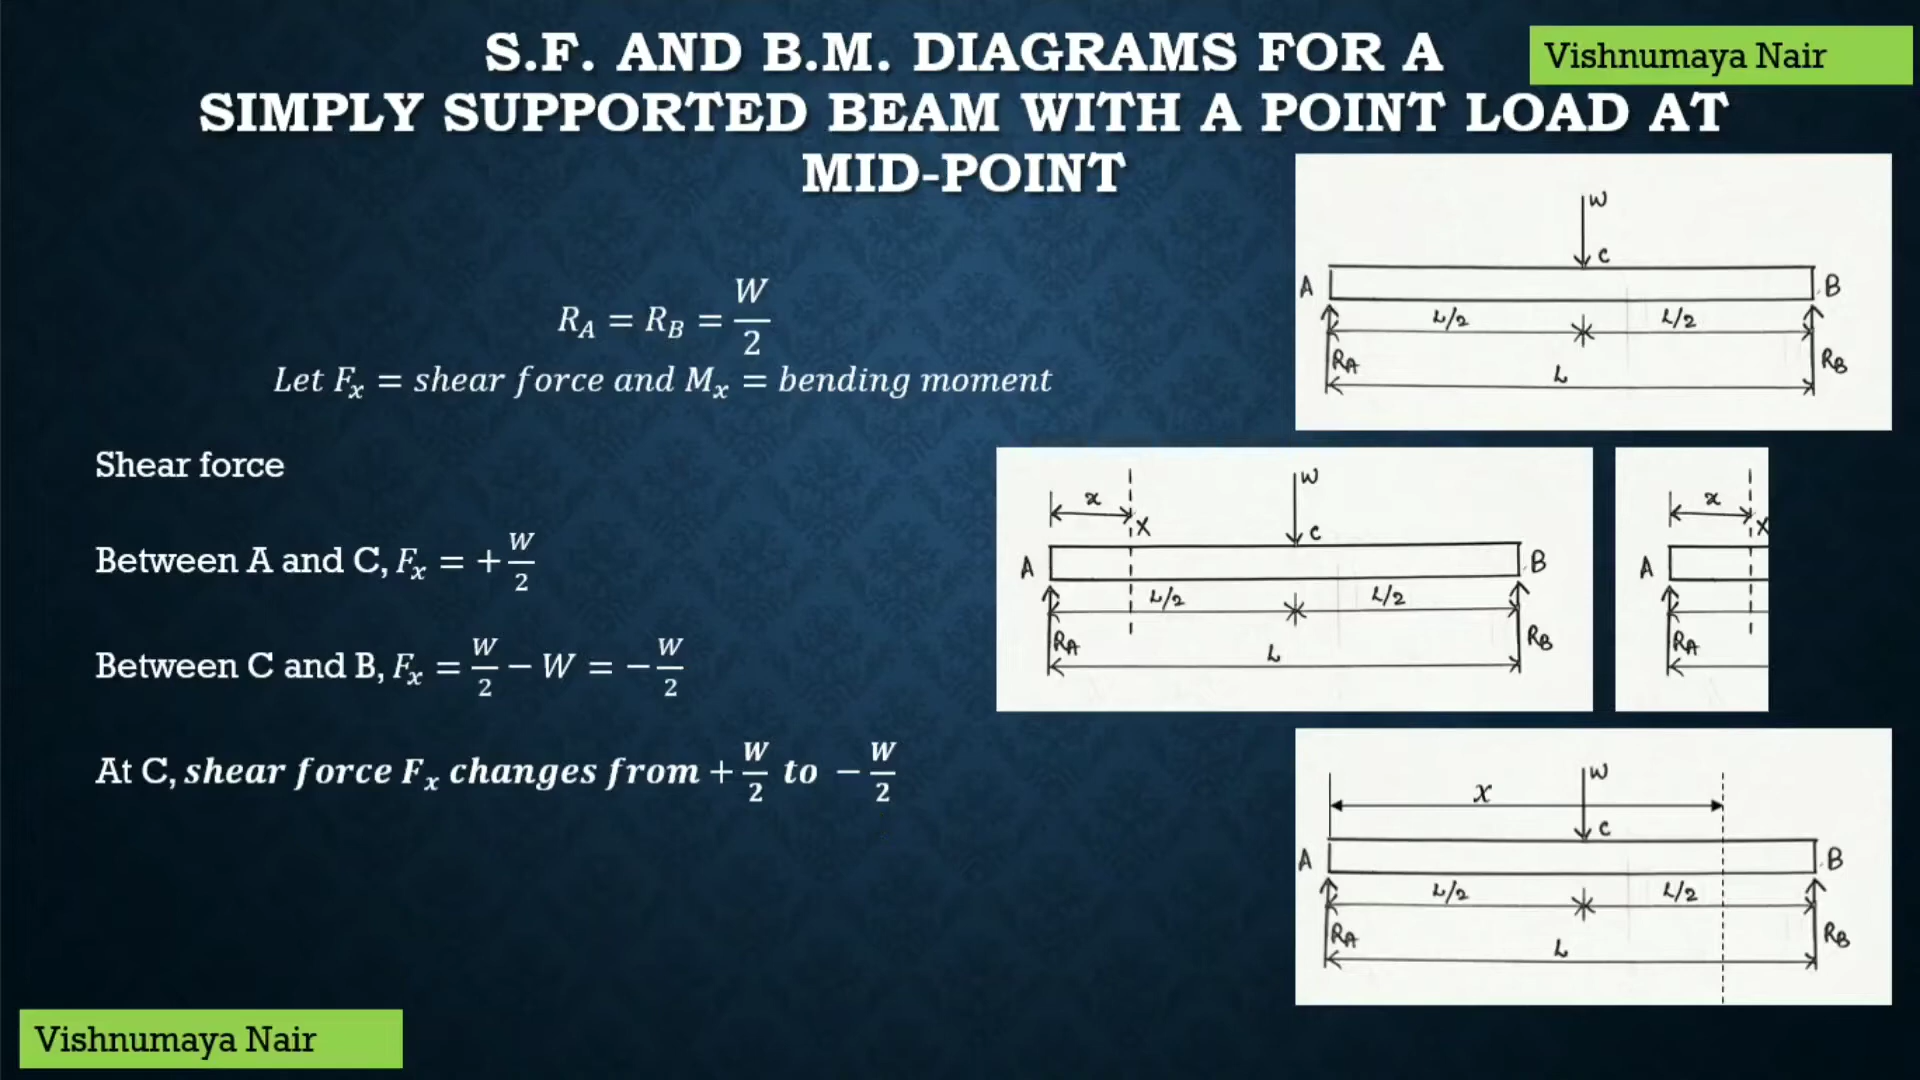 S.F. AND B.M. DIAGRAMS FOR A
SIMPLY SUPPORTED BEAM WITH A POINT LOAD AT
MID-POINT
Vishnumaya Nair
R_A = R_B = W/2
Let F_x = shear force and M_x = bending moment
Shear force
Between A and C, F_x = +W/2
Between C and B, F_x = W/2 − W = −W/2
At C, shear force F_x changes from +W/2 to −W/2
W
C
A
B
L/2
L/2
R_A
R_B
L
W
x
X
C
A
B
L/2
L/2
R_A
R_B
L
x
X
A
R_A
W
x
C
A
B
L/2
L/2
R_A
R_B
L
Vishnumaya Nair